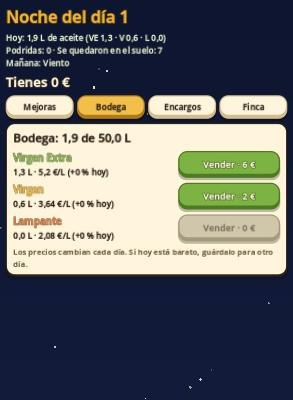 Noche del día 1
Hoy: 1,9 L de aceite (VE 1,3 · V 0,6 · L 0,0)
Podridas: 0 · Se quedaron en el suelo: 7
Mañana: Viento
Tienes 0 €
Mejoras
Bodega
Encargos
Finca
Bodega: 1,9 de 50,0 L
Virgen Extra
1,3 L · 5,2 €/L (+0 % hoy)
Vender · 6 €
Virgen
0,6 L · 3,64 €/L (+0 % hoy)
Vender · 2 €
Lampante
0,0 L · 2,08 €/L (+0 % hoy)
Vender · 0 €
Los precios cambian cada día. Si hoy está barato, guárdalo para otro
día.